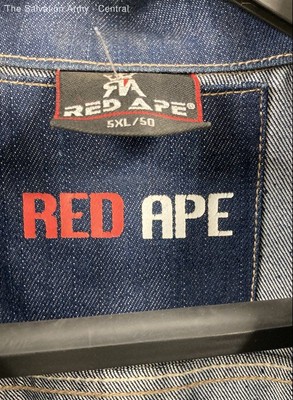 The Salvation Army - Central
RED APE®
5XL/50
RED APE